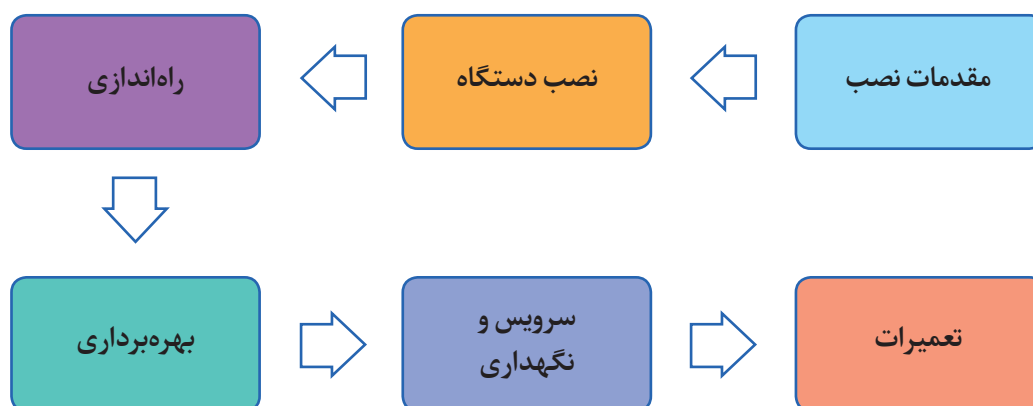 مقدمات نصب
نصب دستگاه
راه‌اندازی
بهره‌برداری
سرویس و
نگهداری
تعمیرات